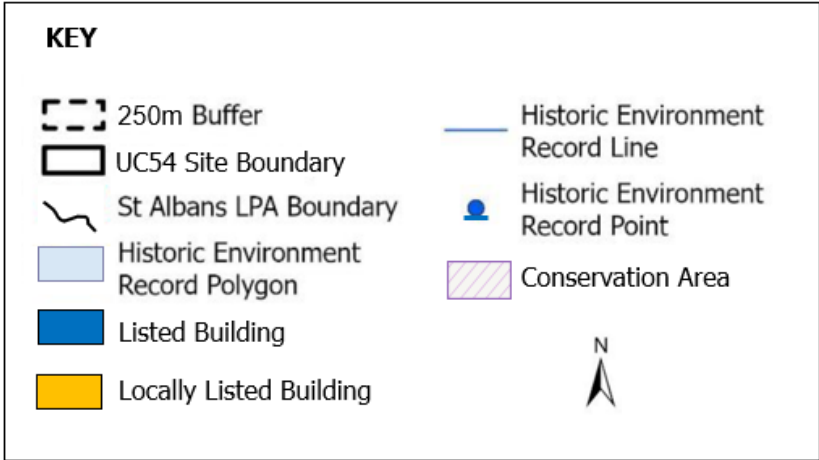 KEY
250m Buffer
UC54 Site Boundary
St Albans LPA Boundary
Historic Environment
Record Polygon
Listed Building
Locally Listed Building
Historic Environment
Record Line
Historic Environment
Record Point
Conservation Area
N